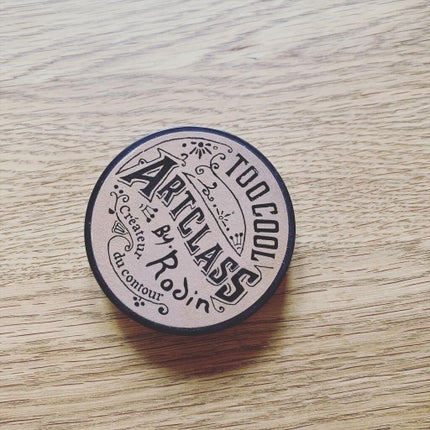 TOO COOL
ARTCLASS
By
Rodin
Créateur
du contour